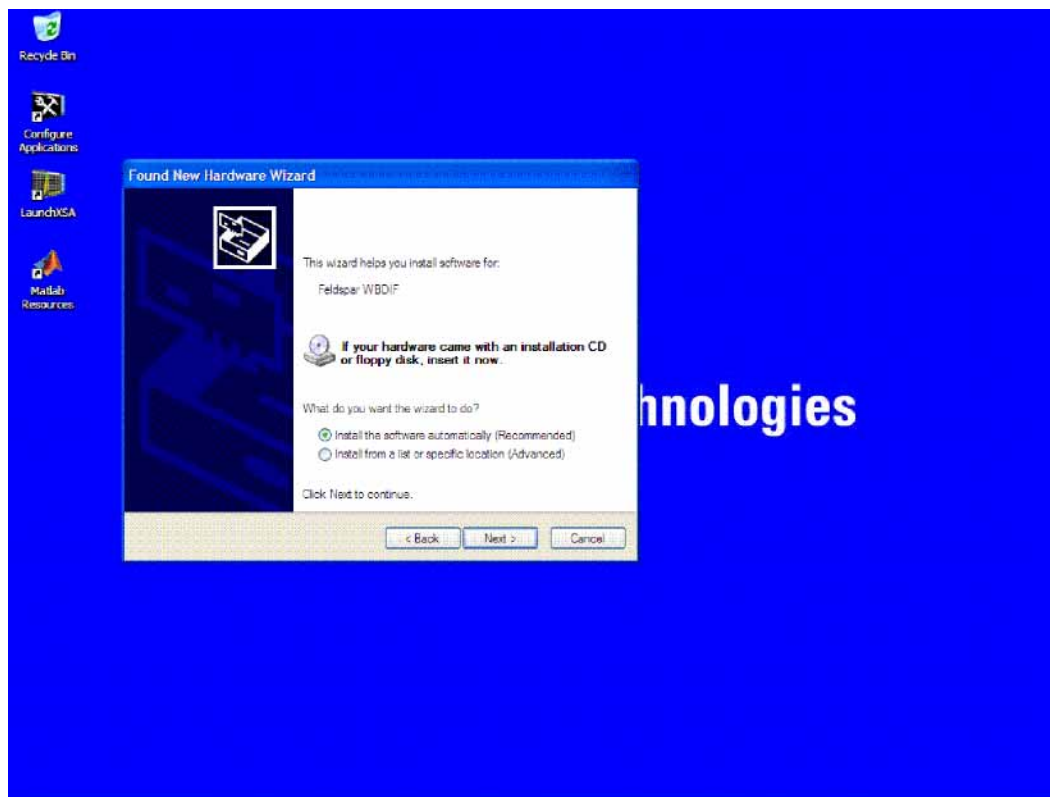 Recycle Bin
Configure
Applications
LaunchXSA
Matlab
Resources
Found New Hardware Wizard
This wizard helps you install software for:
Feldspar WBDIF
If your hardware came with an installation CD
or floppy disk, insert it now.
What do you want the wizard to do?
Install the software automatically (Recommended)
Install from a list or specific location (Advanced)
Click Next to continue.
< Back
Next >
Cancel
hnologies